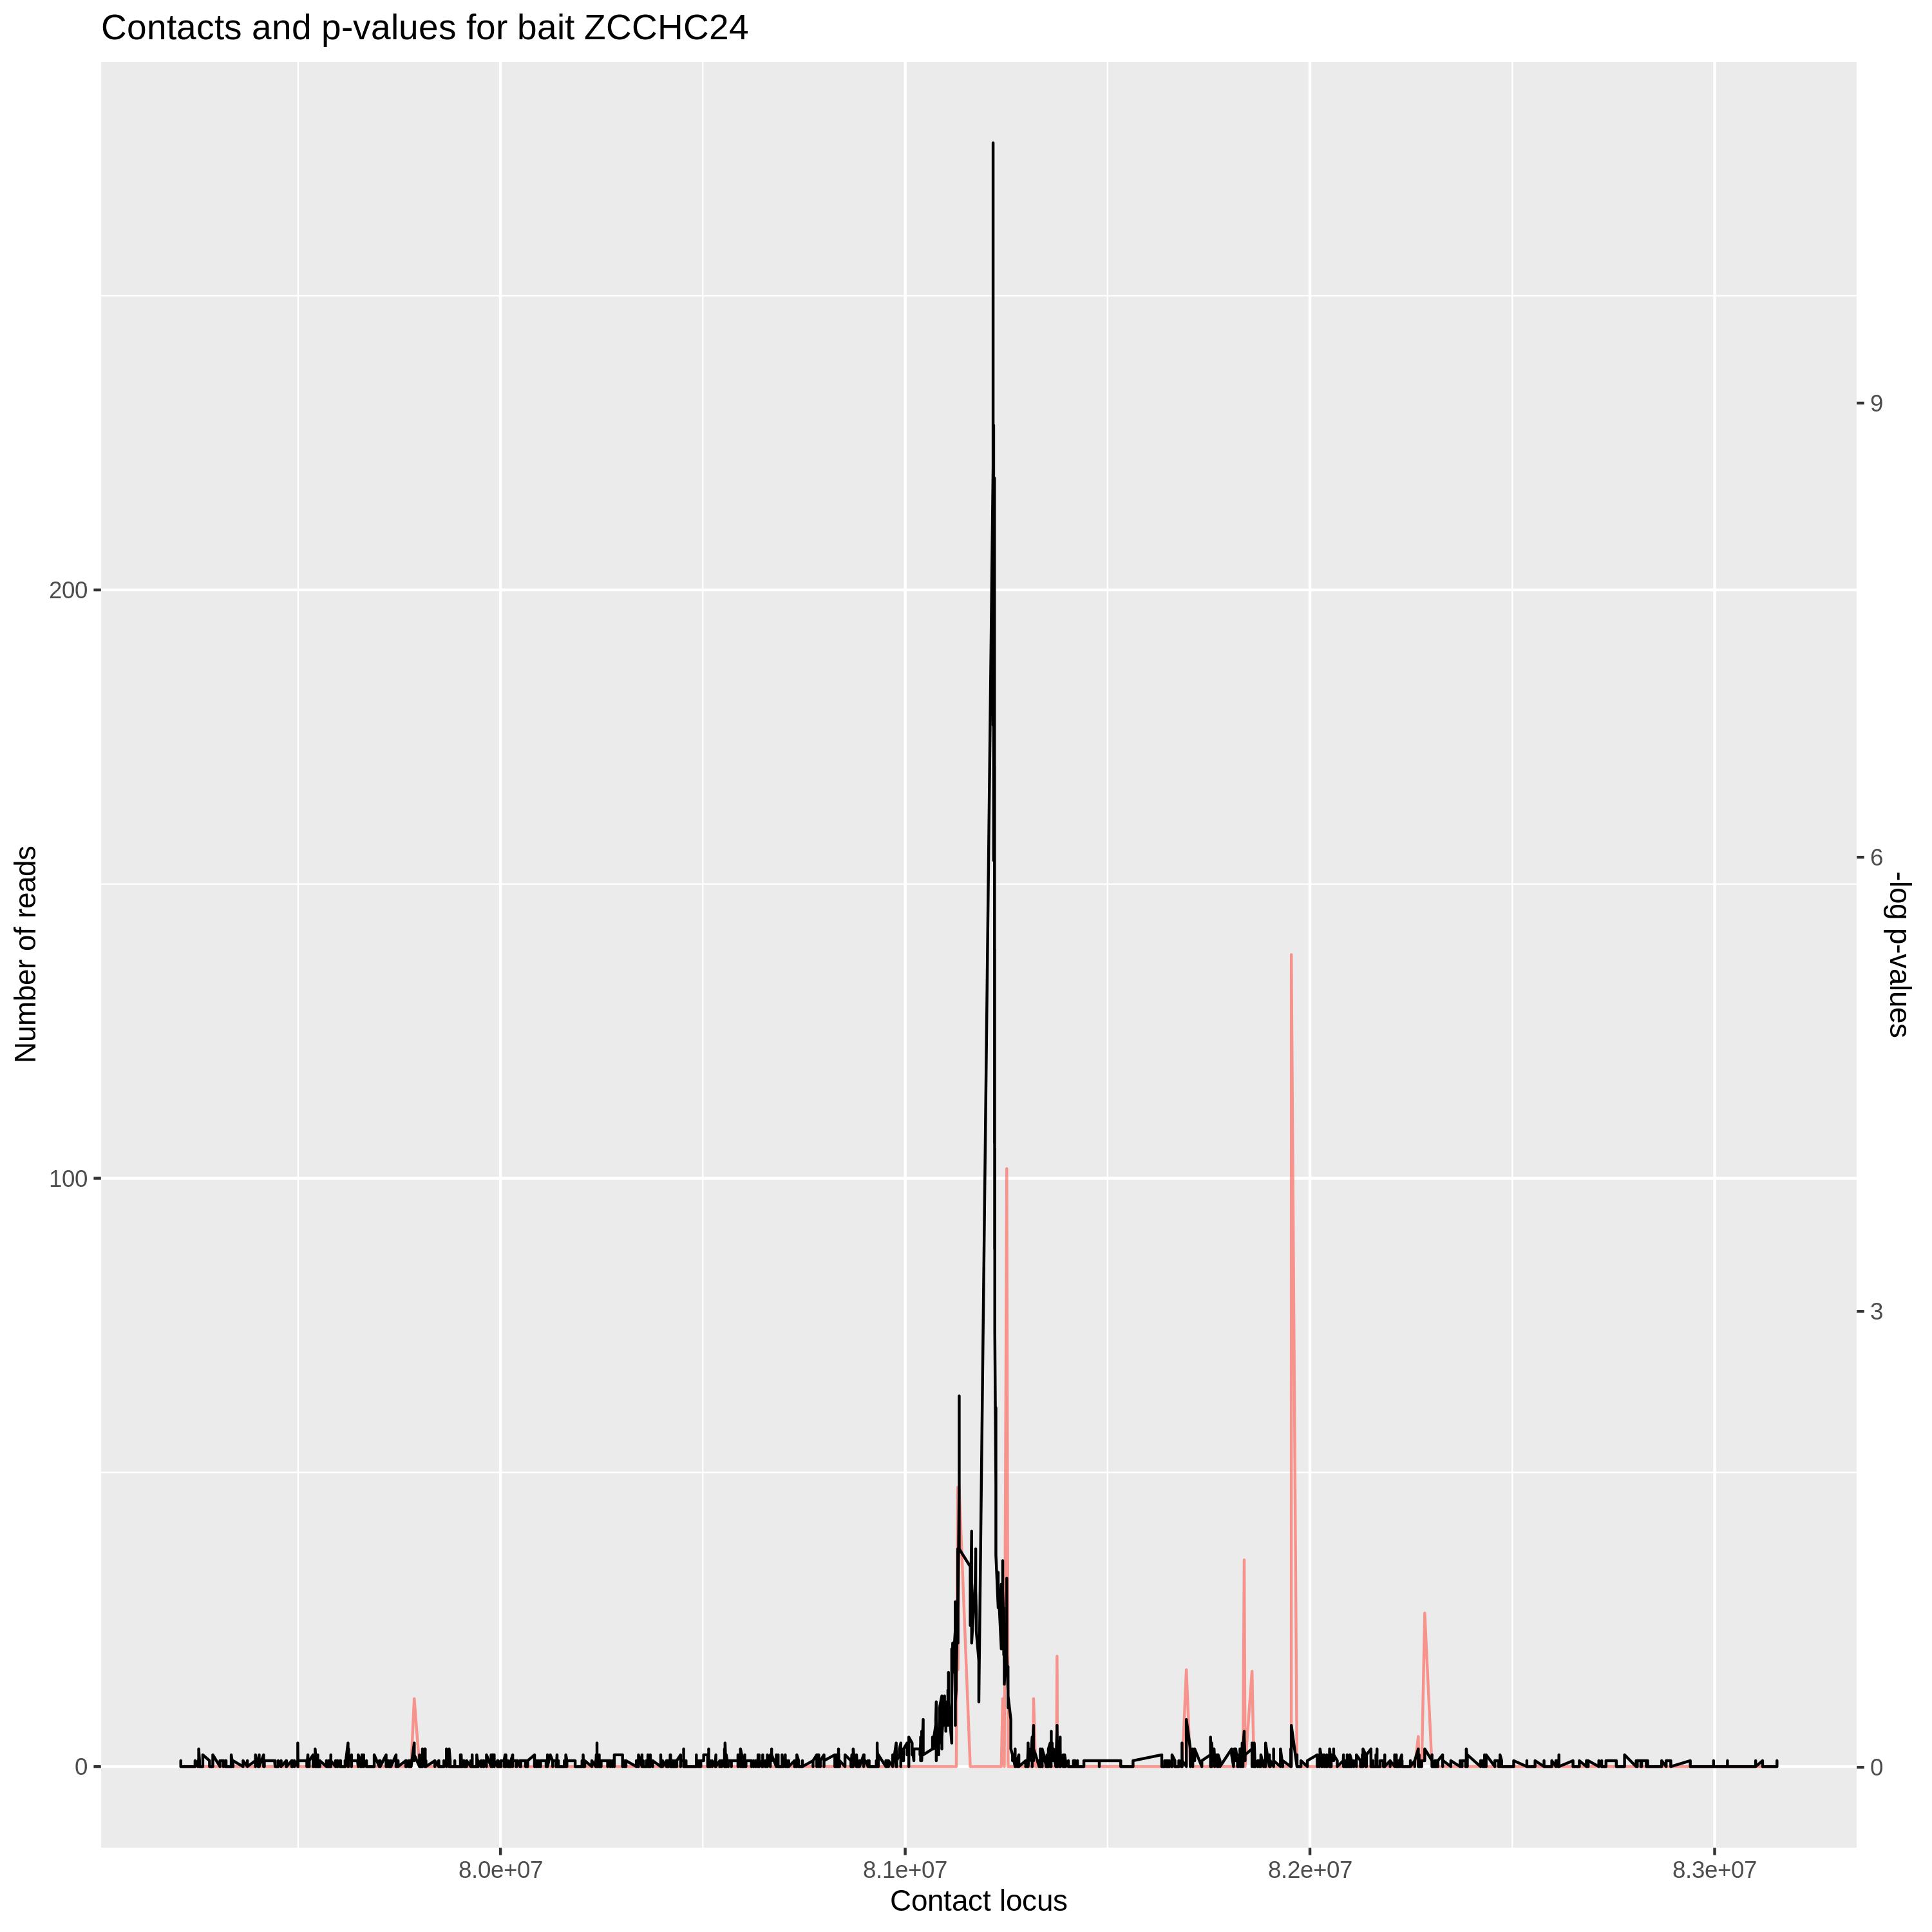 Contacts and p-values for bait ZCCHC24
Number of reads
200
100
0
9
6
3
0
-log p-values
8.0e+07
8.1e+07
8.2e+07
8.3e+07
Contact locus